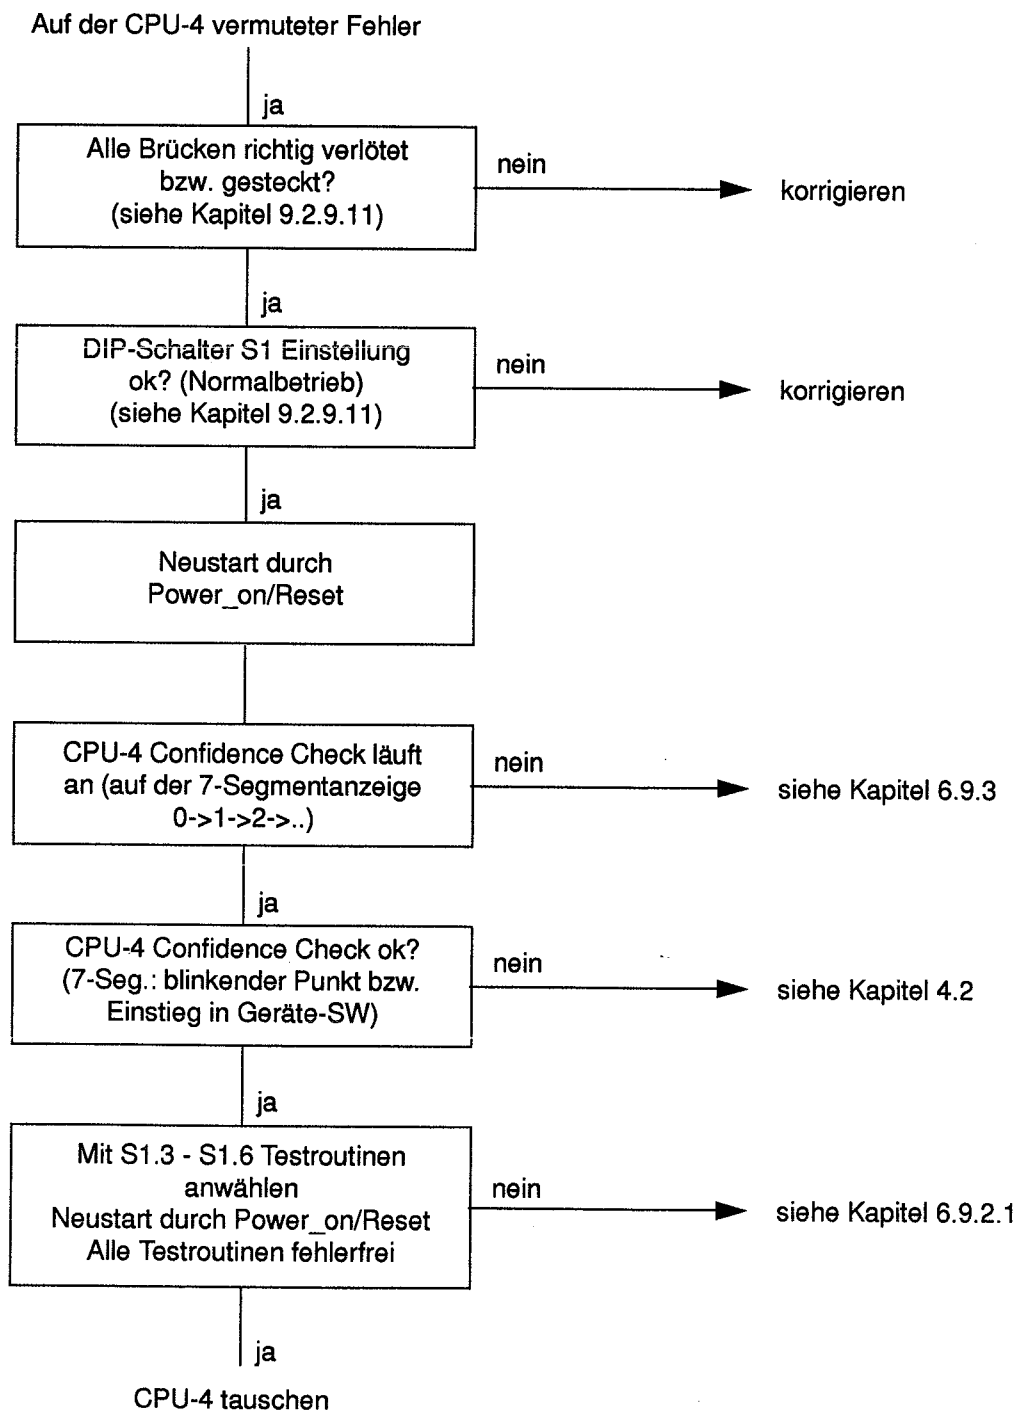 Auf der CPU-4 vermuteter Fehler
ja
Alle Brücken richtig verlötet
bzw. gesteckt?
(siehe Kapitel 9.2.9.11)
nein
korrigieren
ja
DIP-Schalter S1 Einstellung
ok? (Normalbetrieb)
(siehe Kapitel 9.2.9.11)
nein
korrigieren
ja
Neustart durch
Power_on/Reset
CPU-4 Confidence Check läuft
an (auf der 7-Segmentanzeige
0->1->2->..)
nein
siehe Kapitel 6.9.3
ja
CPU-4 Confidence Check ok?
(7-Seg.: blinkender Punkt bzw.
Einstieg in Geräte-SW)
nein
siehe Kapitel 4.2
ja
Mit S1.3 - S1.6 Testroutinen
anwählen
Neustart durch Power_on/Reset
Alle Testroutinen fehlerfrei
nein
siehe Kapitel 6.9.2.1
ja
CPU-4 tauschen